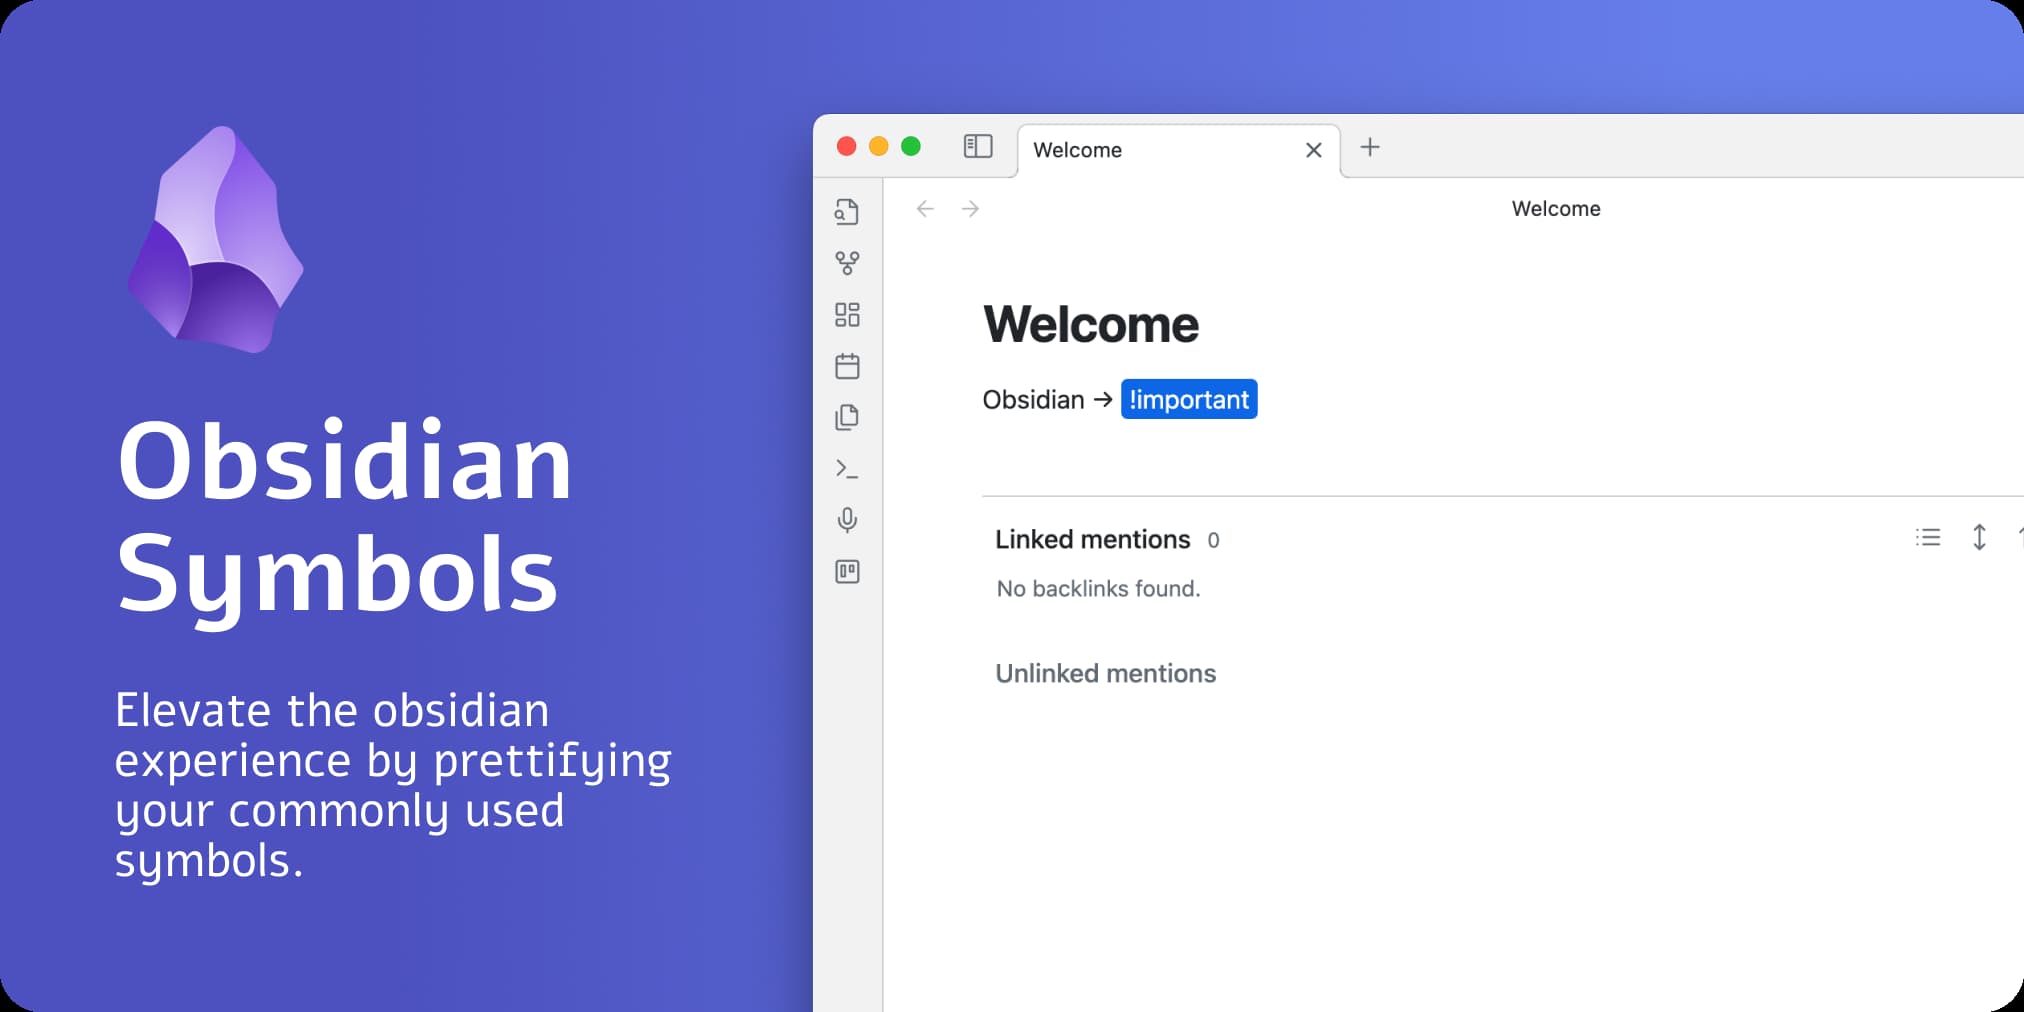 Obsidian
Symbols
Elevate the obsidian
experience by prettifying
your commonly used
symbols.
Welcome
Welcome
Welcome
Obsidian → !important
Linked mentions 0
No backlinks found.
Unlinked mentions